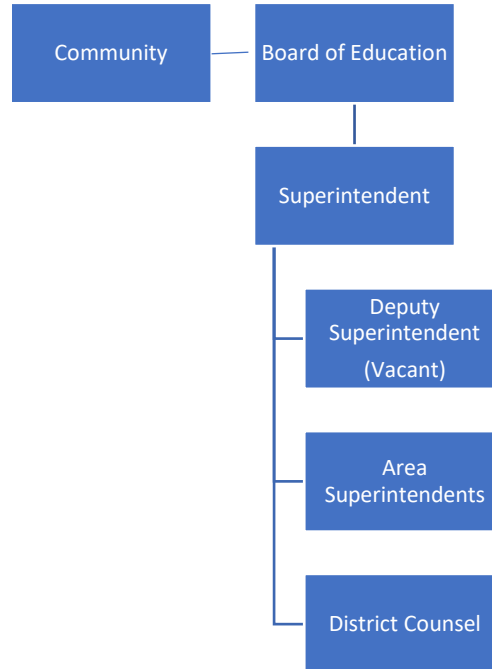 Community
Board of Education
Superintendent
Deputy
Superintendent
(Vacant)
Area
Superintendents
District Counsel